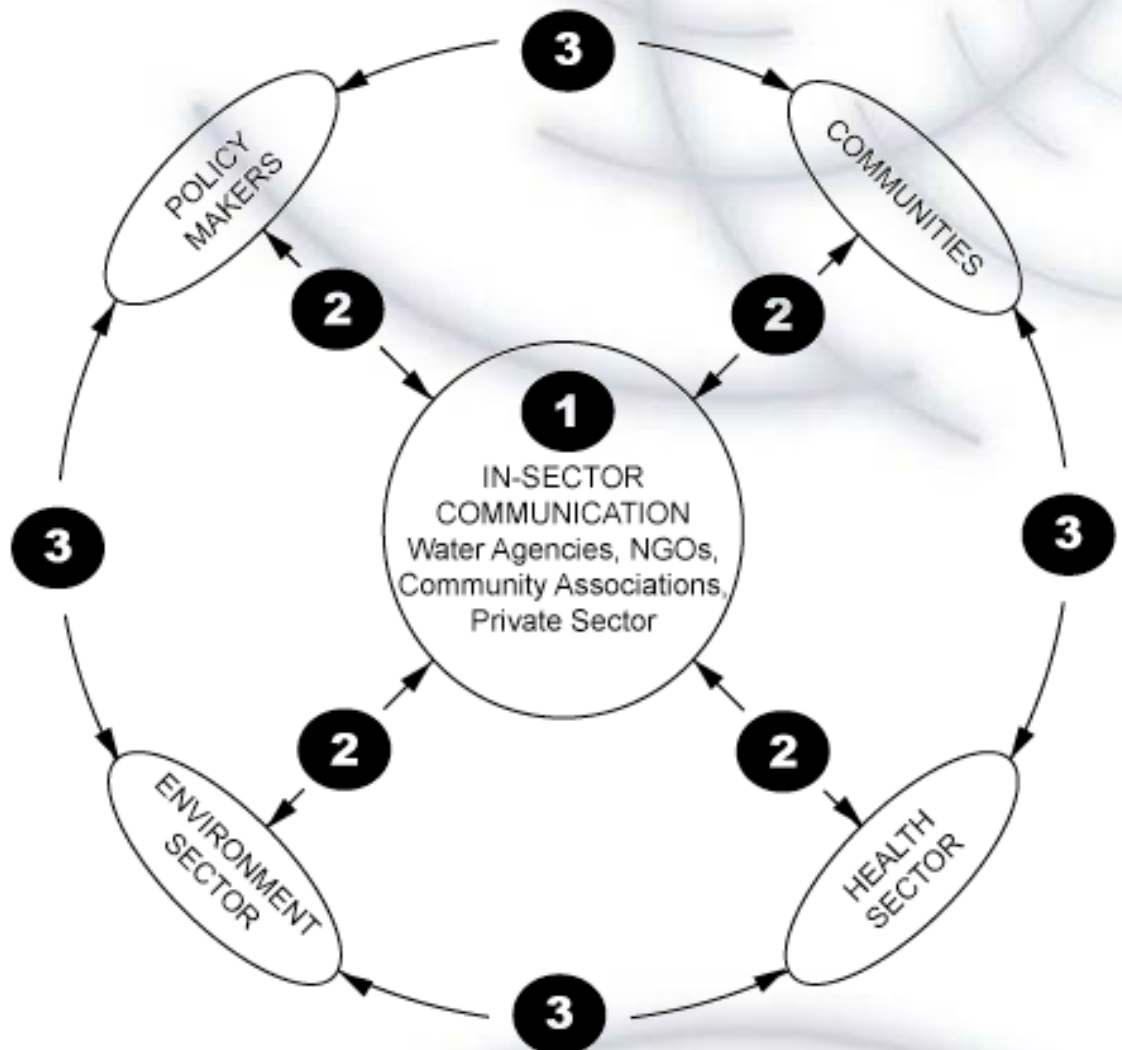 3
POLICY
MAKERS
COMMUNITIES
2
2
1
IN-SECTOR
COMMUNICATION
Water Agencies, NGOs,
Community Associations,
Private Sector
3
3
2
2
ENVIRONMENT
SECTOR
HEALTH
SECTOR
3